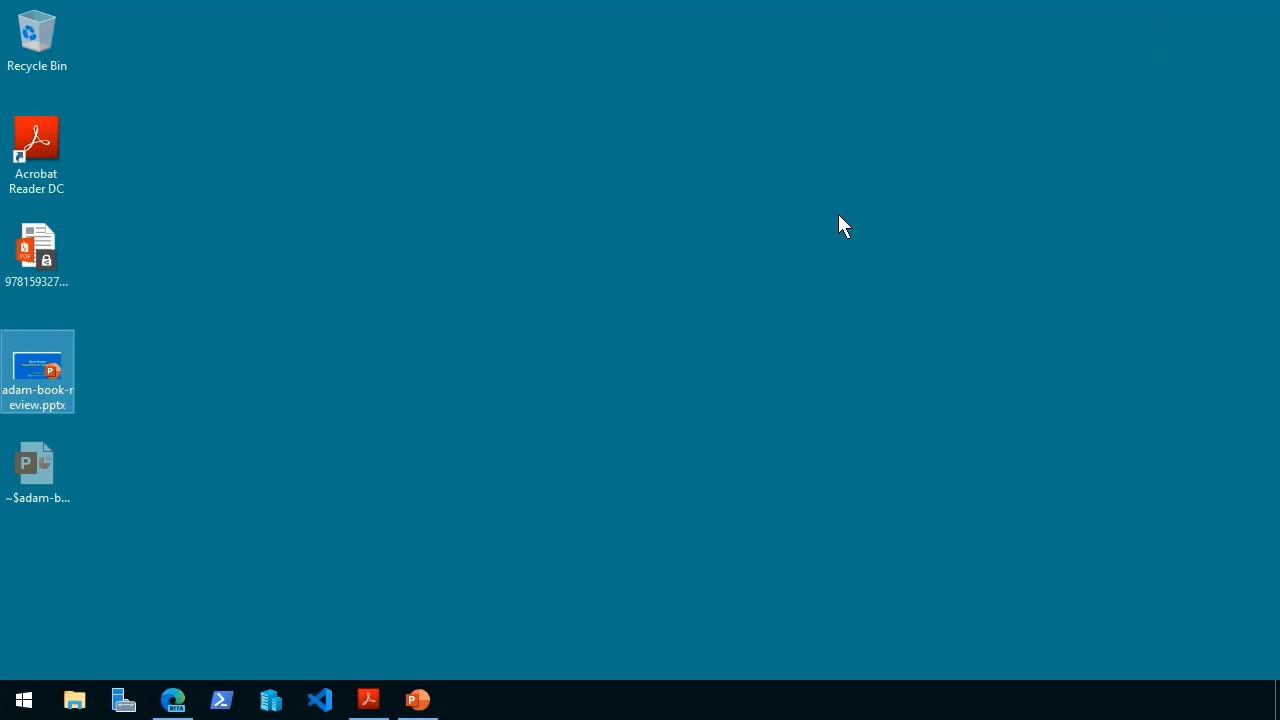 Recycle Bin
Acrobat
Reader DC
978159327...
adam-book-r
eview.pptx
~$adam-b...